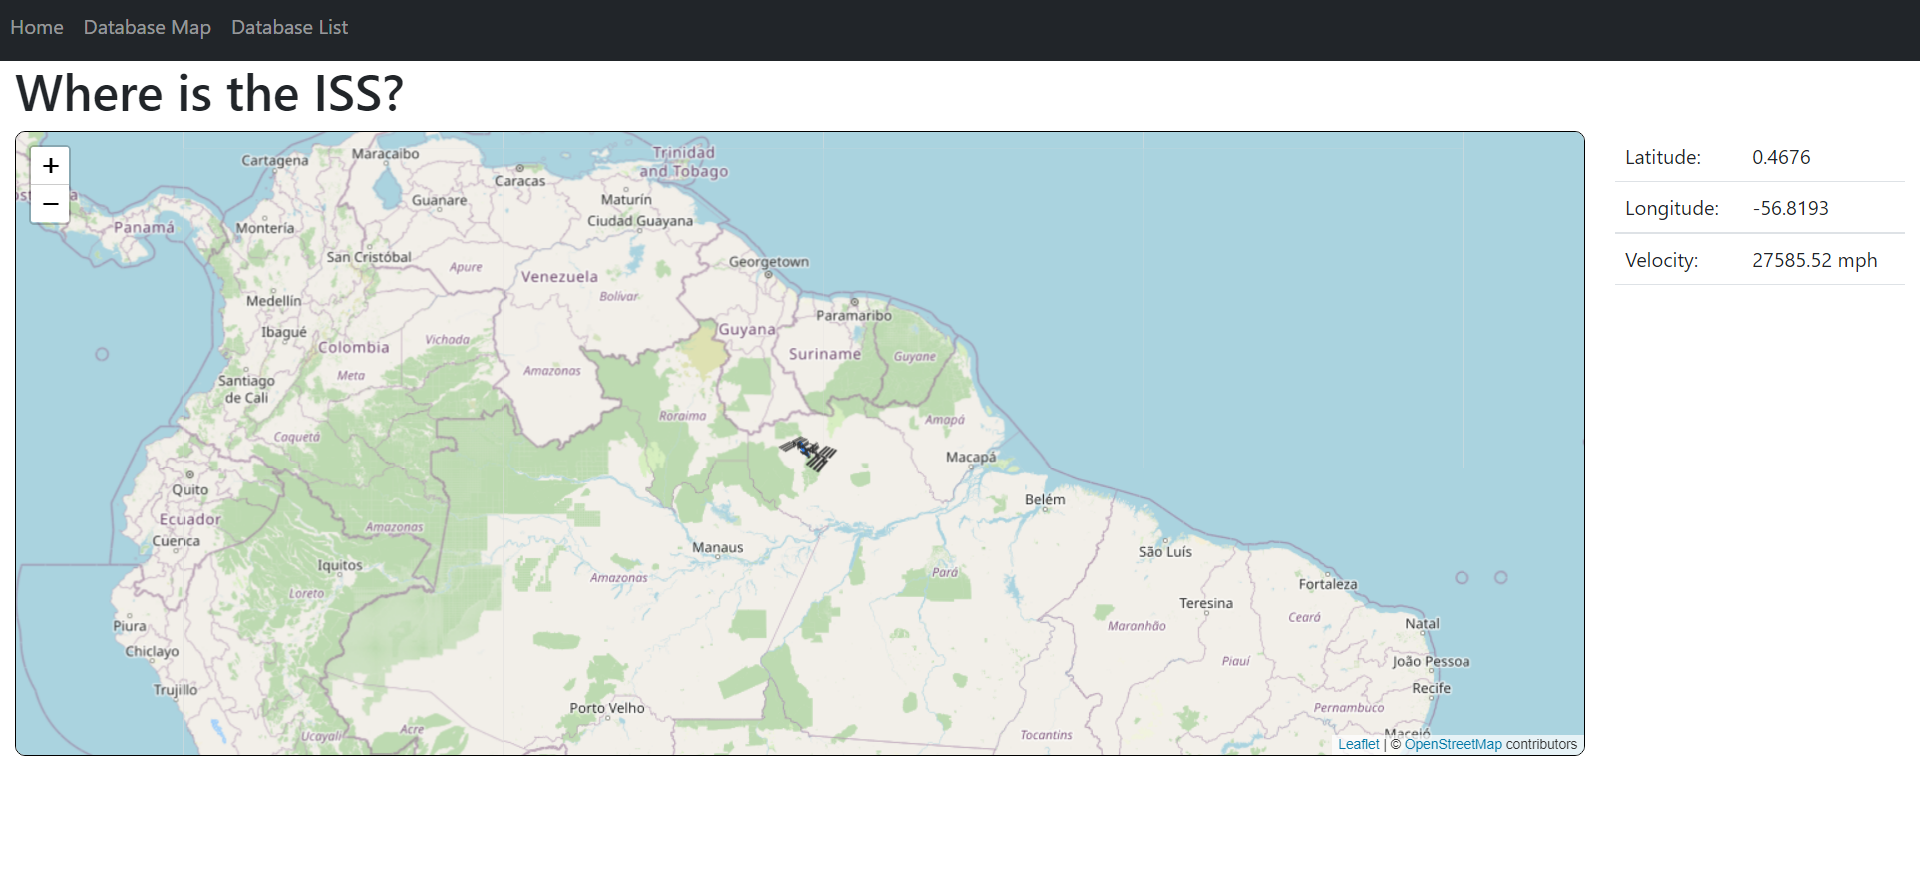 Home Database Map Database List
Where is the ISS?
+
−
Latitude: 0.4676
Longitude: -56.8193
Velocity: 27585.52 mph
Cartagena
Maracaibo
Caracas
Trinidad
and Tobago
Guanare
Maturín
Ciudad Guayana
Panamá
Montería
San Cristóbal
Apure
Venezuela
Georgetown
Bolívar
Medellín
Paramaribo
Ibagué
Colombia
Vichada
Guyana
Suriname
Guyane
Meta
Amazonas
Santiago
de Cali
Roraima
Amapá
Caquetá
Macapá
Quito
Belém
Ecuador
Amazonas
Cuenca
Manaus
São Luís
Iquitos
Amazonas
Pará
Fortaleza
Loreto
Teresina
Ceará
Piura
Maranhão
Natal
Chiclayo
Piauí
João Pessoa
Trujillo
Recife
Porto Velho
Pernambuco
Ucayali
Acre
Tocantins
Maceió
Leaflet | © OpenStreetMap contributors